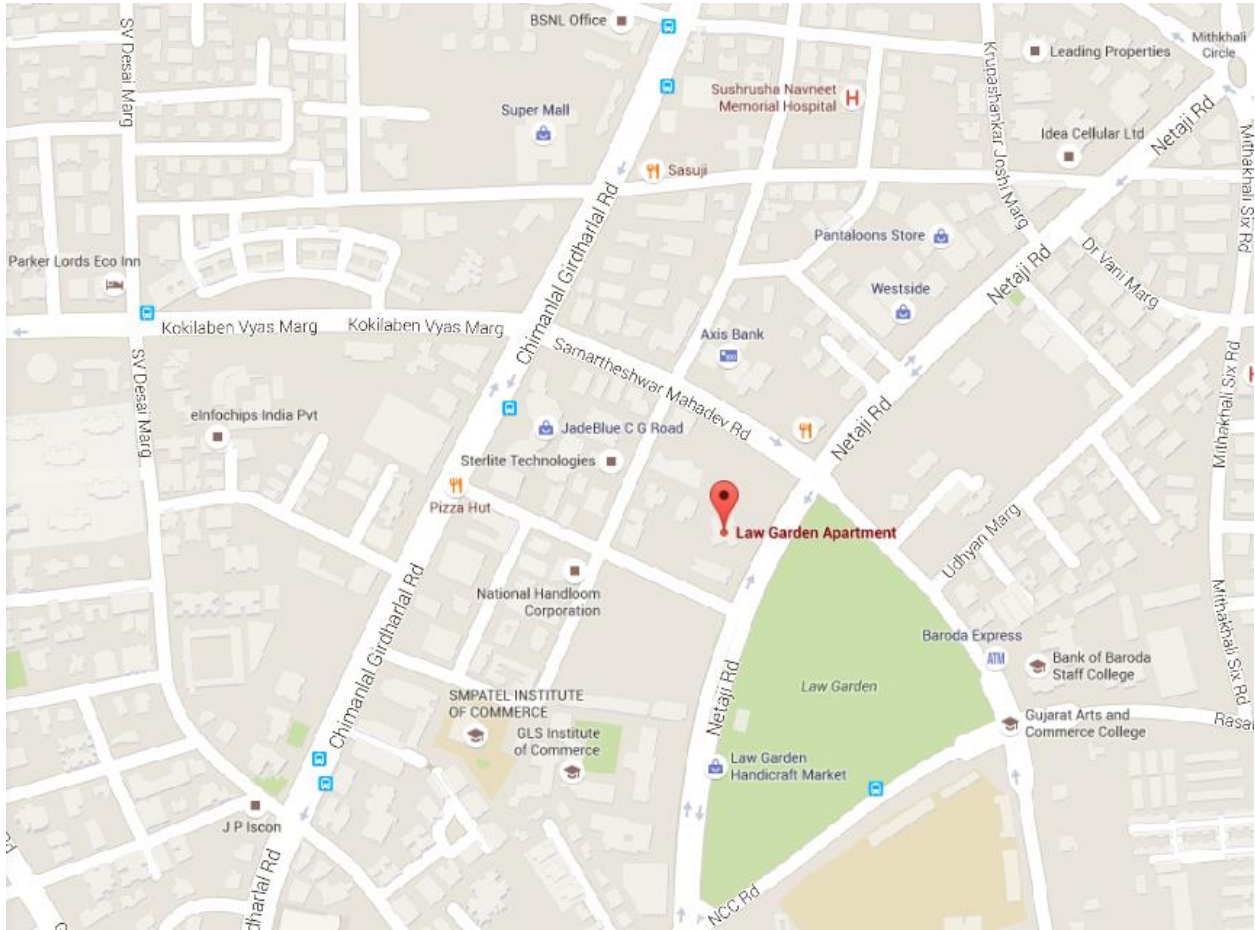 BSNL Office
SV Desai Marg
Krupashankar Joshi Marg
Leading Properties
Mithkhali
Circle
Sushrusha Navneet
Memorial Hospital
Super Mall
Netaji Rd
Idea Cellular Ltd
Mithakhali Six Rd
Sasuji
Chimanlal Girdharlal Rd
Pantaloons Store
Netaji Rd
Dr Vani Marg
Parker Lords Eco Inn
Westside
Kokilaben Vyas Marg
Kokilaben Vyas Marg
Axis Bank
Samartheshwar Mahadev Rd
SV Desai Marg
Mithakhali Six Rd
eInfochips India Pvt
JadeBlue C G Road
Netaji Rd
Sterlite Technologies
Pizza Hut
Law Garden Apartment
Udhyan Marg
National Handloom
Corporation
Chimanlal Girdharlal Rd
Mithakhali Six Rd
Baroda Express
ATM
Bank of Baroda
Staff College
Netaji Rd
Law Garden
SMPATEL INSTITUTE
OF COMMERCE
GLS Institute
of Commerce
Gujarat Arts and
Commerce College
Rasal
Law Garden
Handicraft Market
J P Iscon
dharlal Rd
NCC Rd